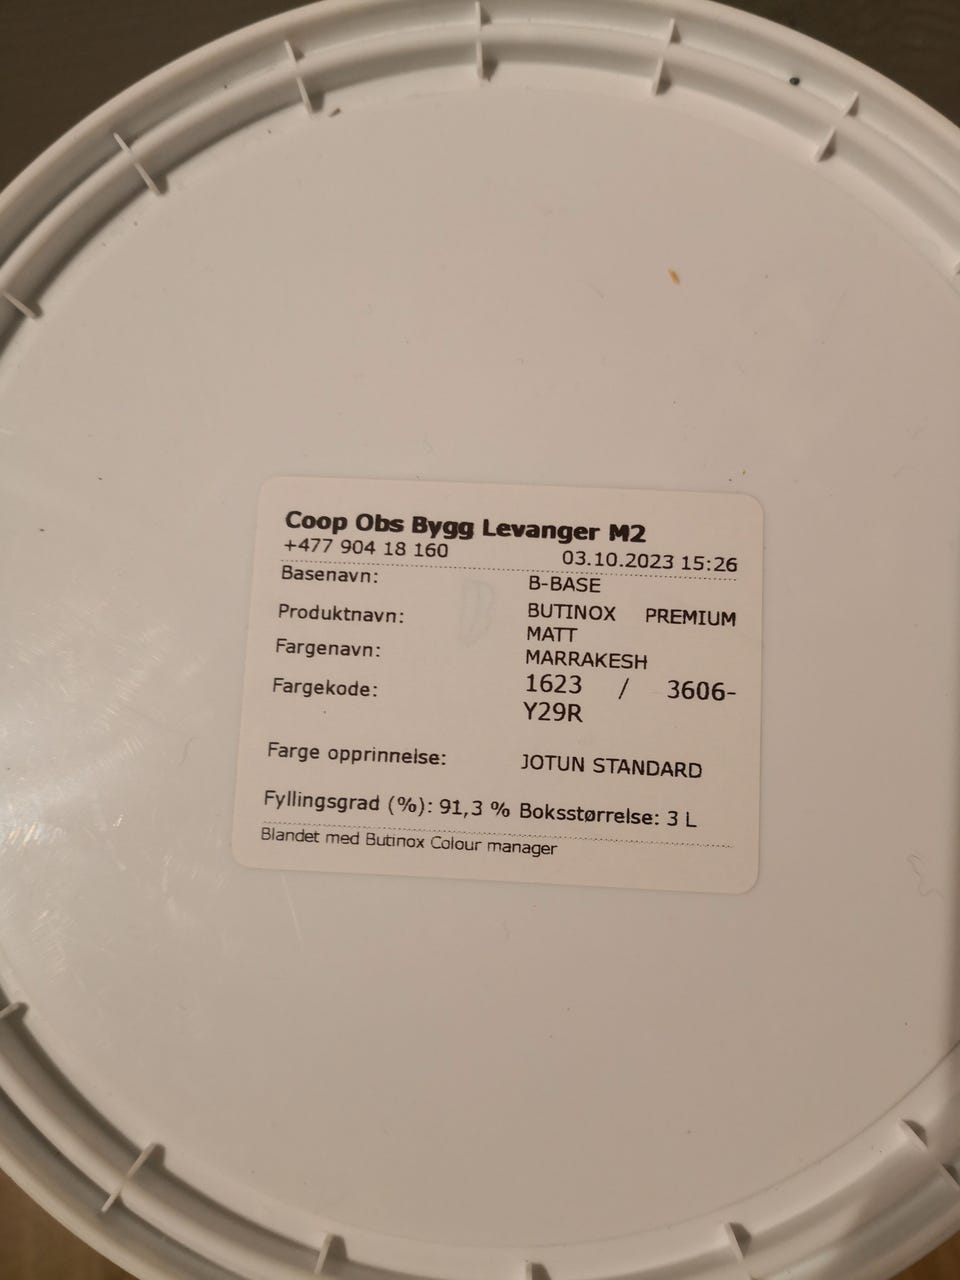 Coop Obs Bygg Levanger M2
+477 904 18 160 03.10.2023 15:26
Basenavn: B-BASE
Produktnavn: BUTINOX PREMIUM
MATT
Fargenavn: MARRAKESH
Fargekode: 1623 / 3606-
Y29R
Farge opprinnelse: JOTUN STANDARD
Fyllingsgrad (%): 91,3 % Boksstørrelse: 3 L
Blandet med Butinox Colour manager